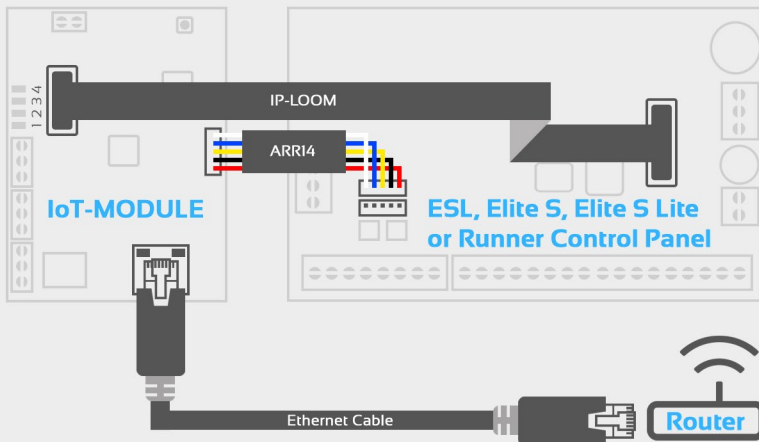 IP-LOOM
1 2 3 4
ARR14
IoT-MODULE
ESL, Elite S, Elite S Lite
or Runner Control Panel
Ethernet Cable
Router